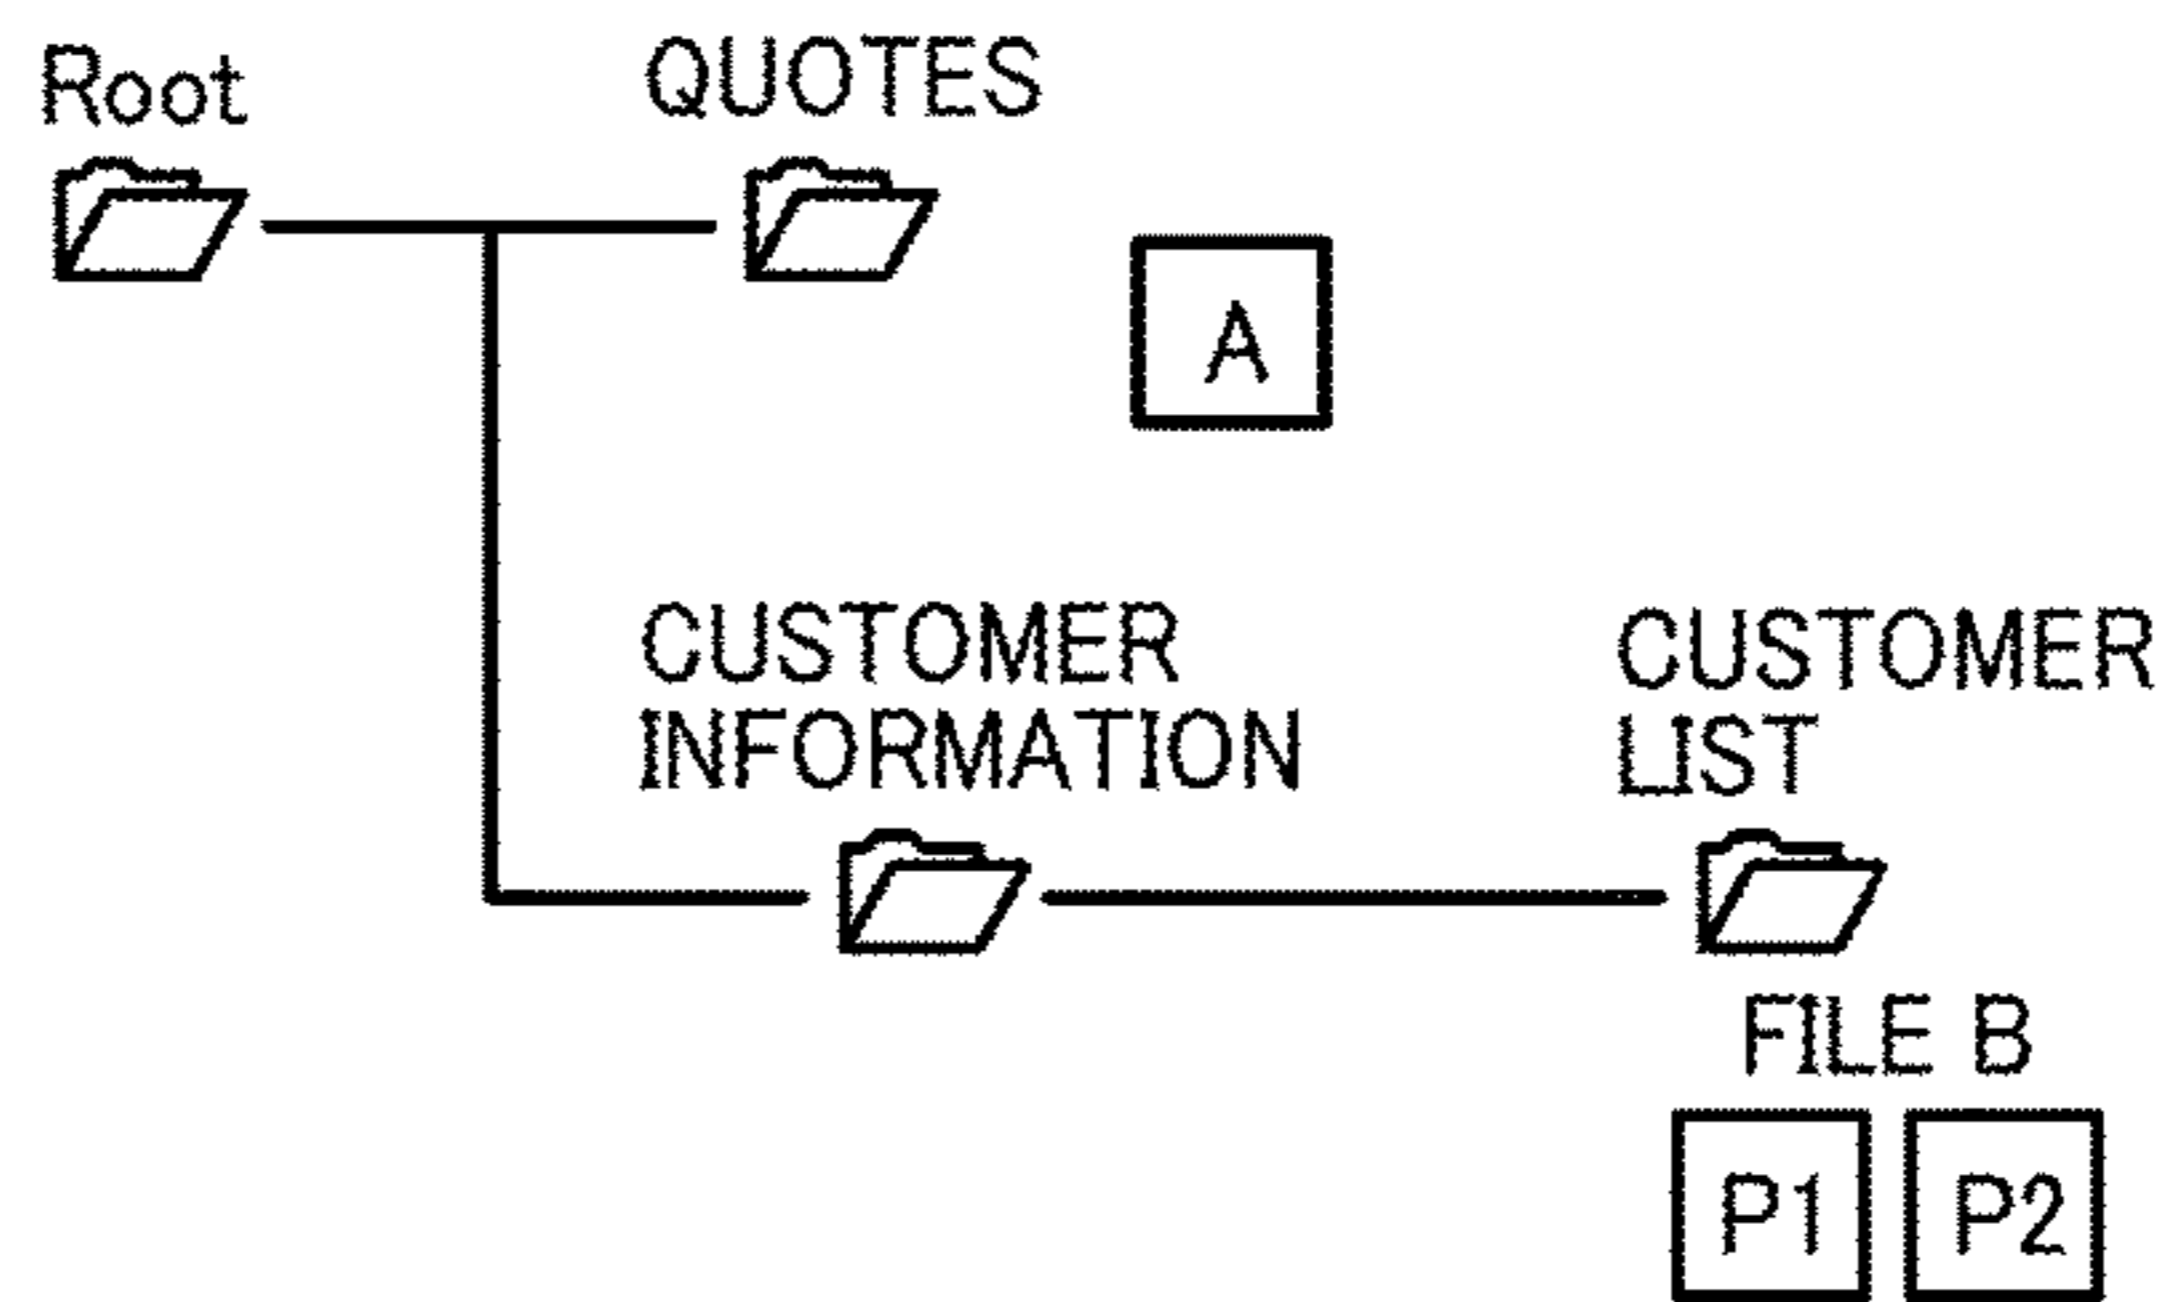 Root
QUOTES
A
CUSTOMER
INFORMATION
CUSTOMER
LIST
FILE B
P1
P2